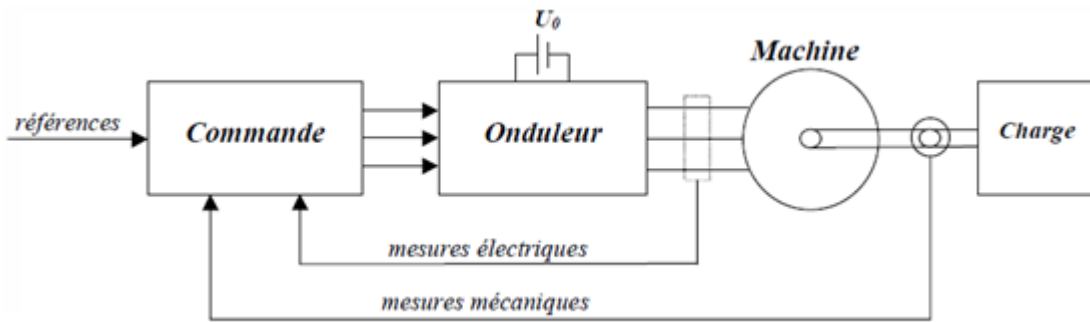 U₀
Machine
références
Commande
Onduleur
Charge
mesures électriques
mesures mécaniques